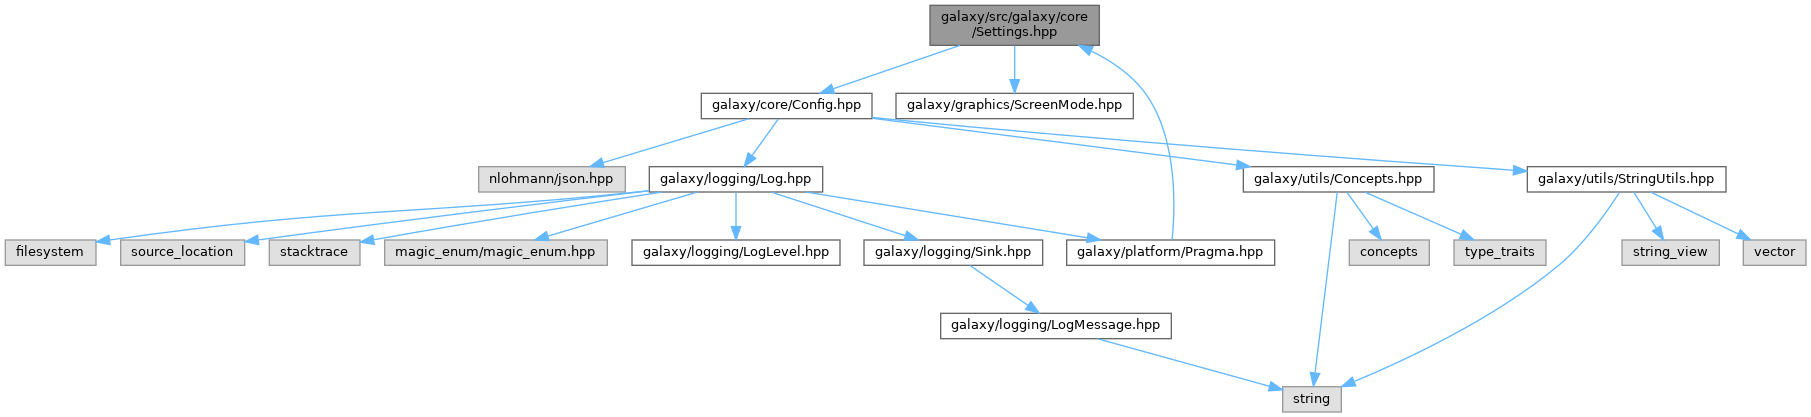 galaxy/src/galaxy/core
/Settings.hpp
galaxy/core/Config.hpp
galaxy/graphics/ScreenMode.hpp
nlohmann/json.hpp
galaxy/logging/Log.hpp
galaxy/utils/Concepts.hpp
galaxy/utils/StringUtils.hpp
filesystem
source_location
stacktrace
magic_enum/magic_enum.hpp
galaxy/logging/LogLevel.hpp
galaxy/logging/Sink.hpp
galaxy/platform/Pragma.hpp
concepts
type_traits
string_view
vector
galaxy/logging/LogMessage.hpp
string